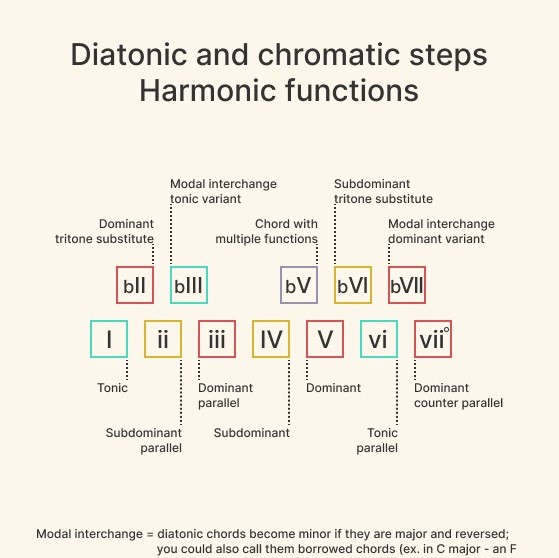 Diatonic and chromatic steps
Harmonic functions
Modal interchange
tonic variant
Subdominant
tritone substitute
Dominant
tritone substitute
Chord with
multiple functions
Modal interchange
dominant variant
bII bIII bV bVI bVII
I ii iii IV V vi vii°
Tonic
Dominant
parallel
Dominant
Dominant
counter parallel
Subdominant
parallel
Subdominant
Tonic
parallel
Modal interchange = diatonic chords become minor if they are major and reversed;
you could also call them borrowed chords (ex. in C major - an F